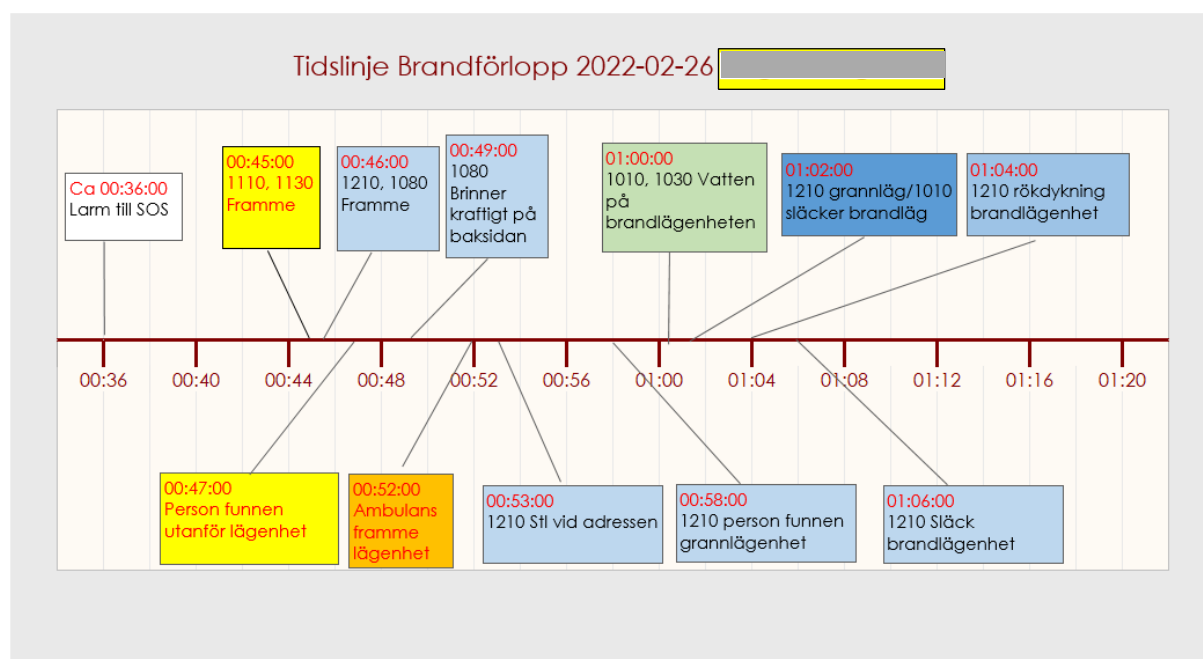 Tidslinje Brandförlopp 2022-02-26
Ca 00:36:00
Larm till SOS
00:45:00
1110, 1130
Framme
00:46:00
1210, 1080
Framme
00:49:00
1080
Brinner
kraftigt på
baksidan
01:00:00
1010, 1030 Vatten
på
brandlägenheten
01:02:00
1210 grannläg/1010
släcker brandläg
01:04:00
1210 rökdykning
brandlägenhet
00:36 00:40 00:44 00:48 00:52 00:56 01:00 01:04 01:08 01:12 01:16 01:20
00:47:00
Person funnen
utanför lägenhet
00:52:00
Ambulans
framme
lägenhet
00:53:00
1210 Stl vid adressen
00:58:00
1210 person funnen
grannlägenhet
01:06:00
1210 Släck
brandlägenhet